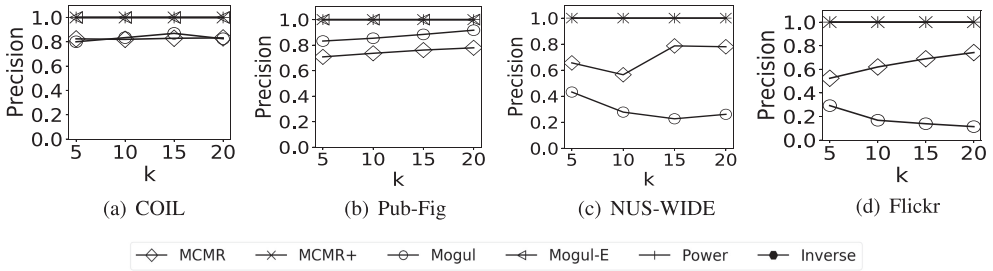 Precision
1.0
0.8
0.6
0.4
0.2
0.0
5 10 15 20
k
(a) COIL
Precision
1.0
0.8
0.6
0.4
0.2
0.0
5 10 15 20
k
(b) Pub-Fig
Precision
1.0
0.8
0.6
0.4
0.2
0.0
5 10 15 20
k
(c) NUS-WIDE
Precision
1.0
0.8
0.6
0.4
0.2
0.0
5 10 15 20
k
(d) Flickr
MCMR MCMR+ Mogul Mogul-E Power Inverse